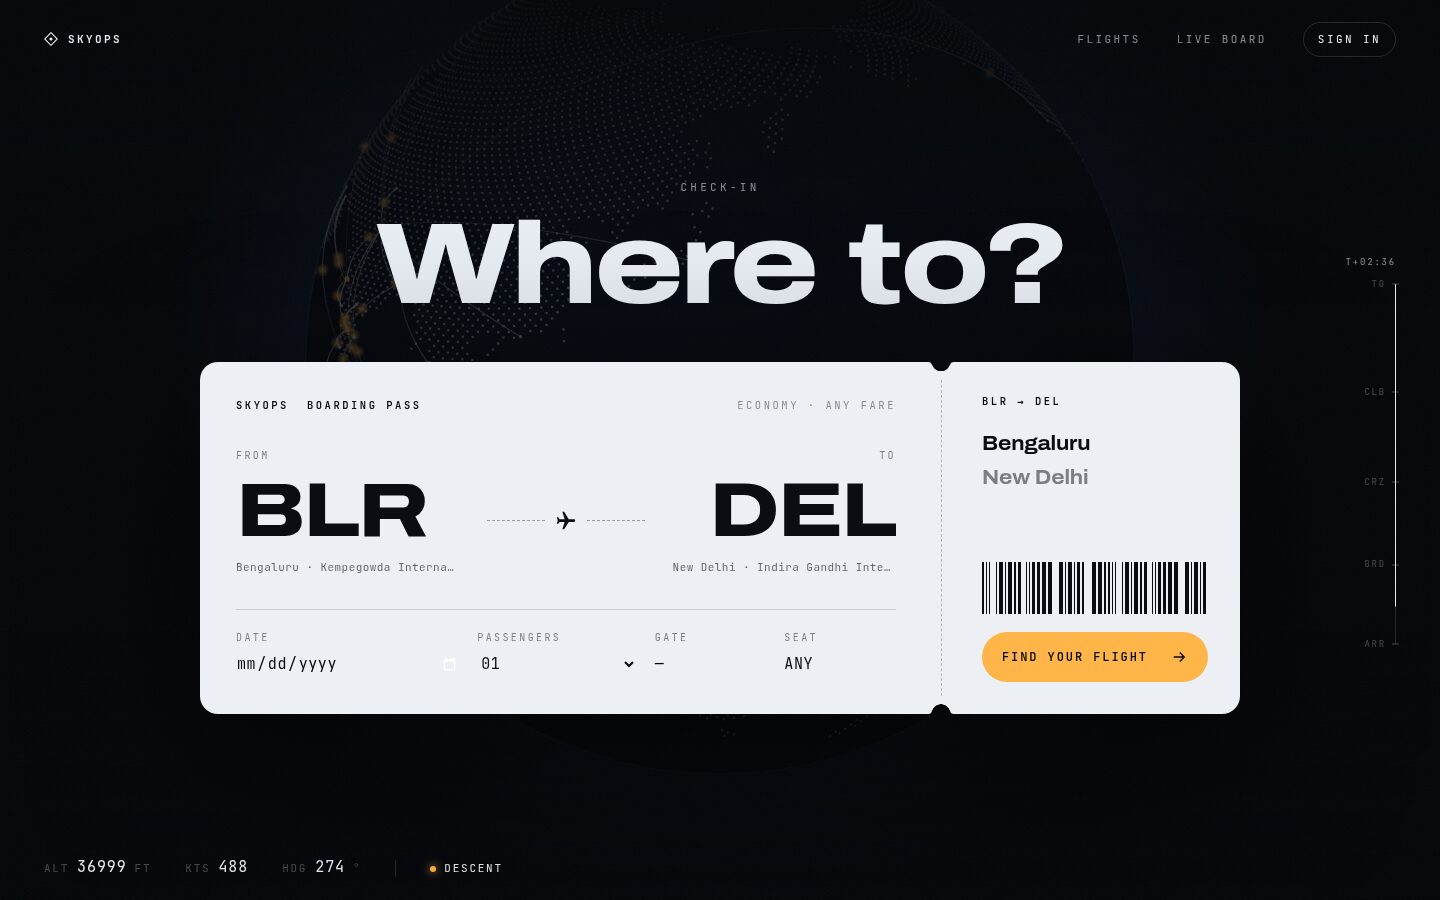 SKYOPS
FLIGHTS
LIVE BOARD
SIGN IN
CHECK-IN
Where to?
T+02:36
TO
CLB
CRZ
BRD
ARR
SKYOPS BOARDING PASS
ECONOMY · ANY FARE
FROM
TO
BLR
DEL
Bengaluru · Kempegowda Interna…
New Delhi · Indira Gandhi Inte…
DATE
PASSENGERS
GATE
SEAT
mm/dd/yyyy
01
—
ANY
BLR → DEL
Bengaluru
New Delhi
FIND YOUR FLIGHT →
ALT 36999 FT
KTS 488
HDG 274 °
DESCENT